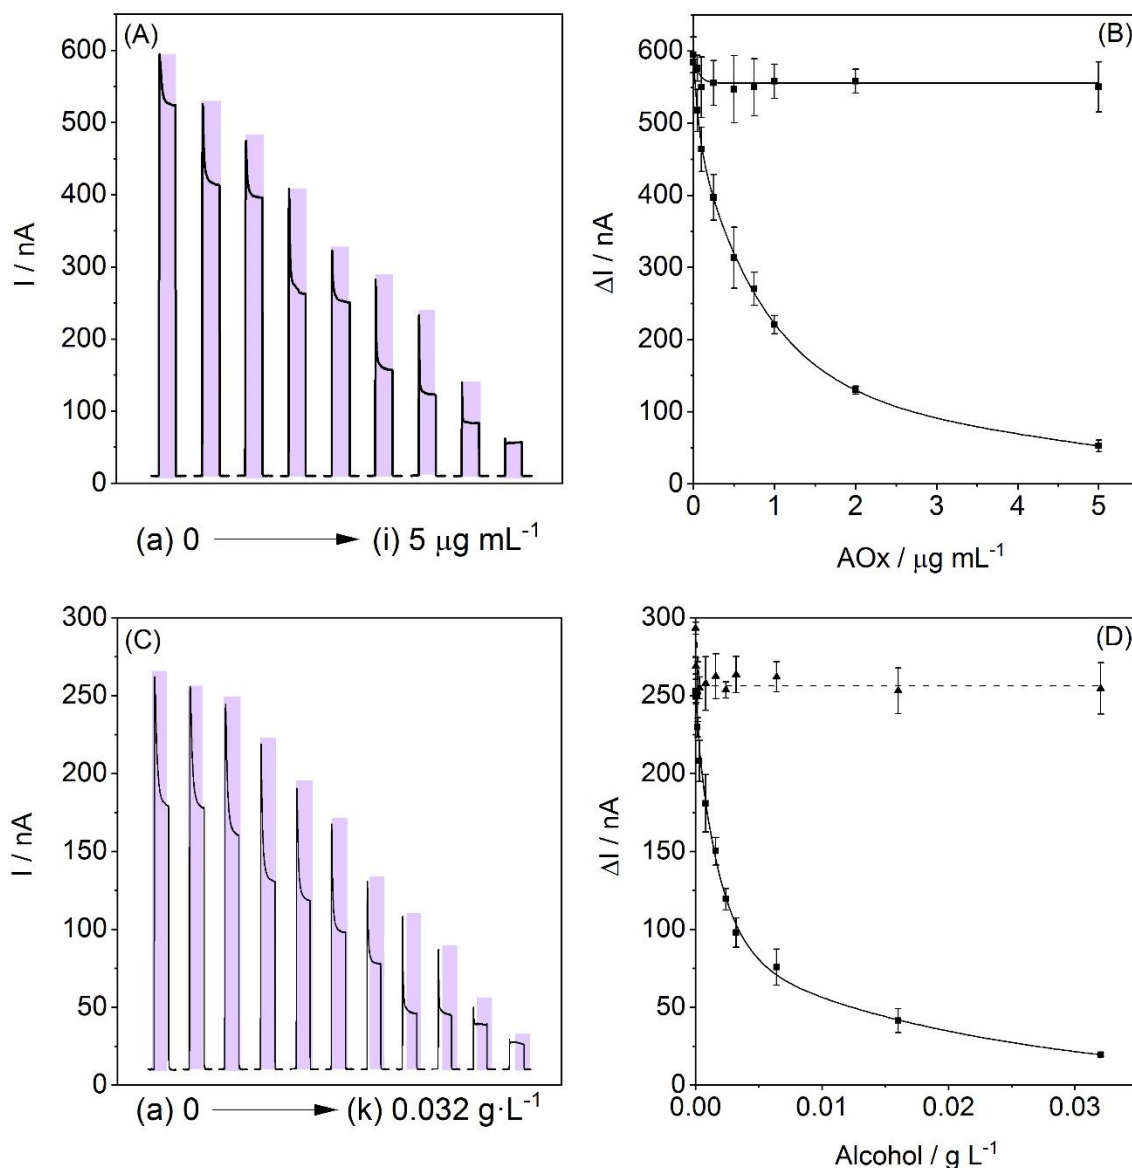 (A)
600
500
400
300
200
100
0
I / nA
(a) 0 (i) 5 μg mL⁻¹
(B)
600
500
400
300
200
100
0
ΔI / nA
0 1 2 3 4 5
AOx / μg mL⁻¹
(C)
300
250
200
150
100
50
0
I / nA
(a) 0 (k) 0.032 g·L⁻¹
(D)
300
250
200
150
100
50
0
ΔI / nA
0.00 0.01 0.02 0.03
Alcohol / g L⁻¹